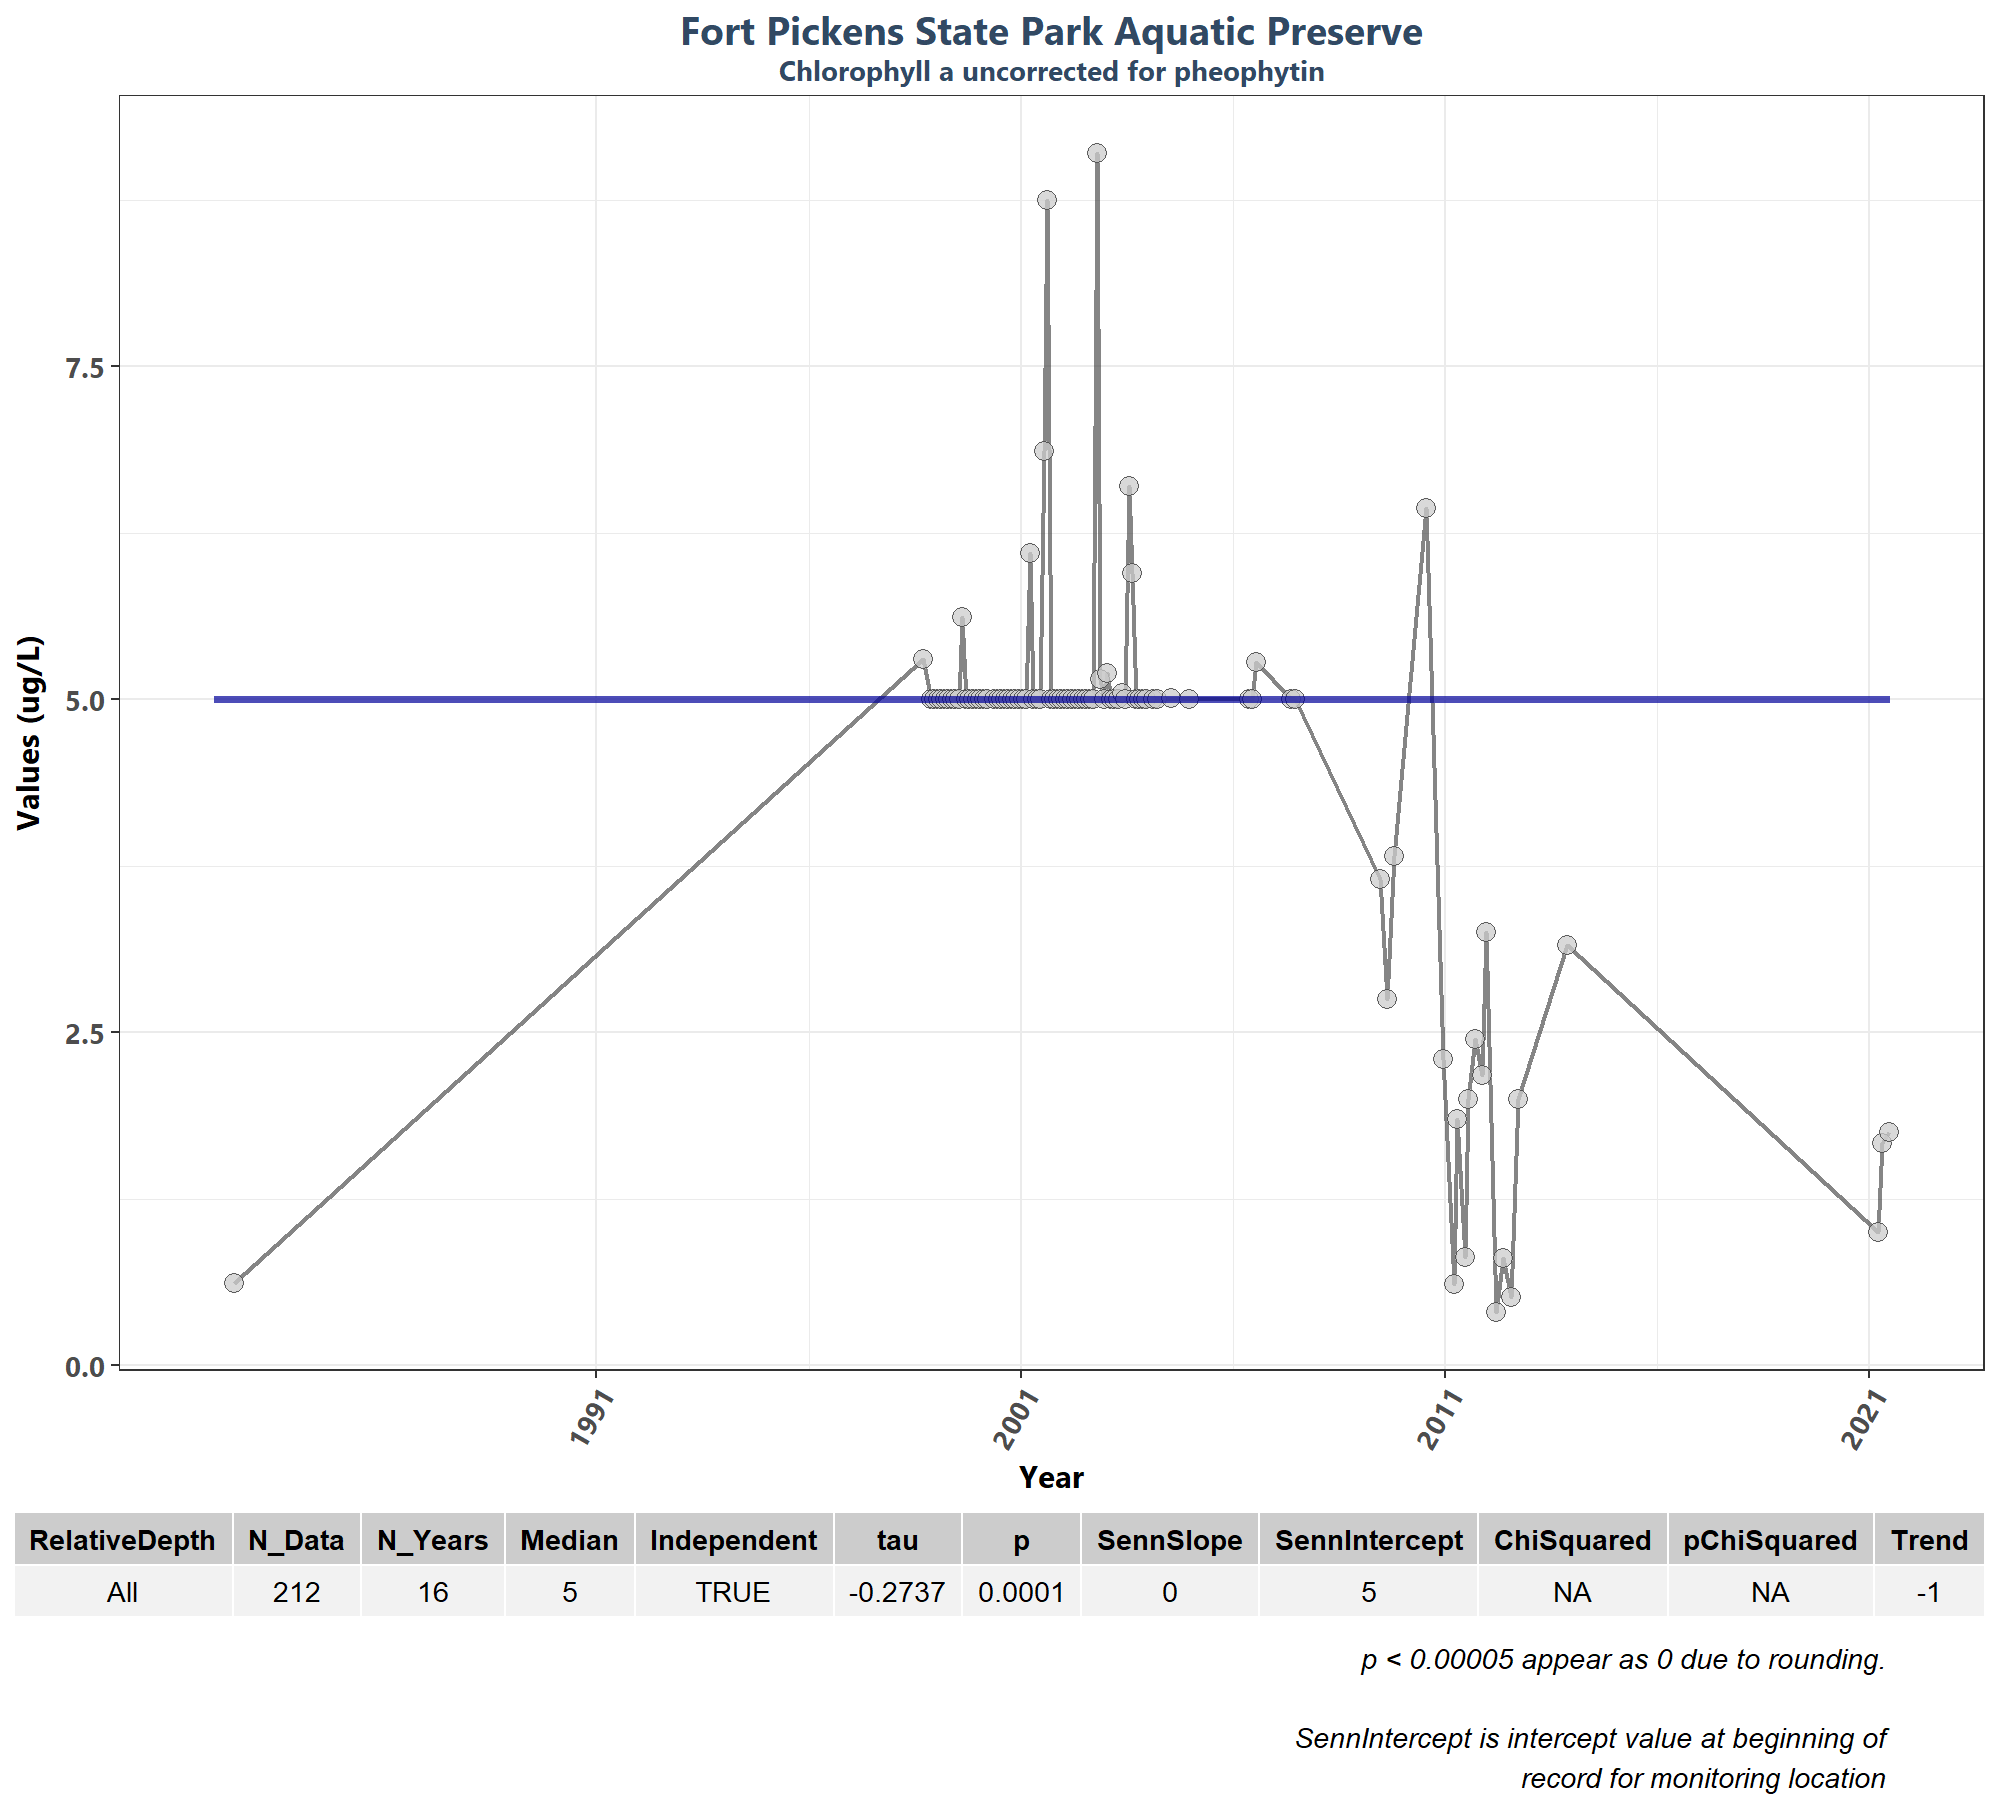 Fort Pickens State Park Aquatic Preserve
Chlorophyll a uncorrected for pheophytin
Values (ug/L)
7.5
5.0
2.5
0.0
1991
2001
2011
2021
Year
RelativeDepth N_Data N_Years Median Independent tau p SennSlope SennIntercept ChiSquared pChiSquared Trend
All 212 16 5 TRUE -0.2737 0.0001 0 5 NA NA -1
p < 0.00005 appear as 0 due to rounding.
SennIntercept is intercept value at beginning of
record for monitoring location